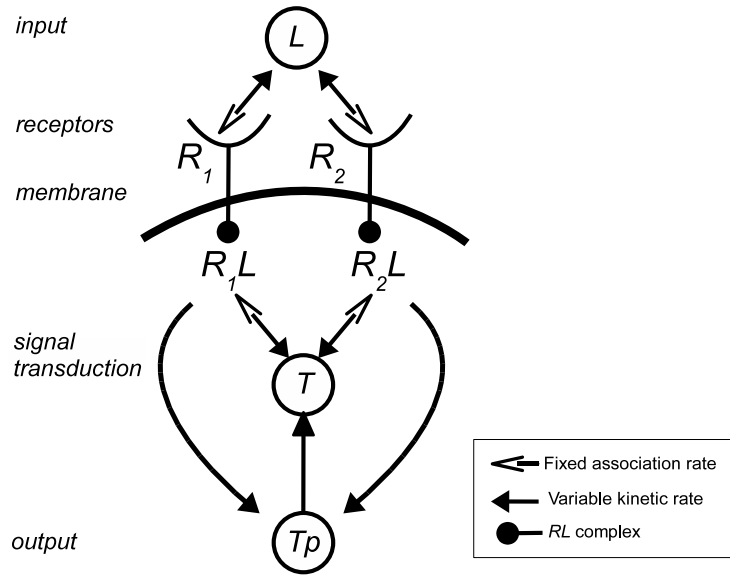 input
L
receptors
R₁ R₂
membrane
R₁L R₂L
signal
transduction
T
Fixed association rate
Variable kinetic rate
RL complex
output
Tp